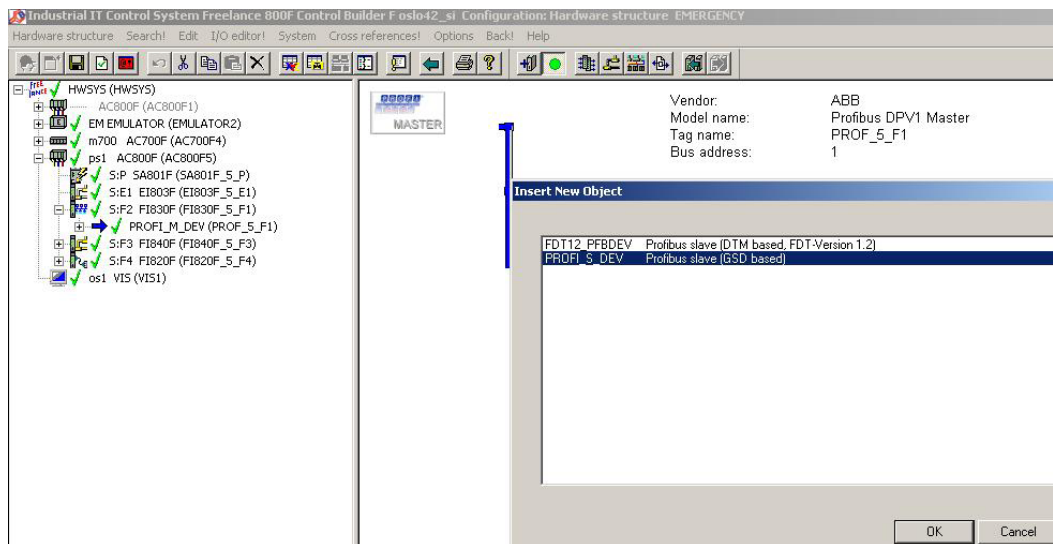 Industrial IT Control System Freelance 800F Control Builder F oslo42_si Configuration: Hardware structure EMERGENCY
Hardware structure Search! Edit I/O editor! System Cross references! Options Back! Help
HWSYS (HWSYS)
AC800F (AC800F1)
EM EMULATOR (EMULATOR2)
m700 AC700F (AC700F4)
ps1 AC800F (AC800F5)
S:P SA801F (SA801F_5_P)
S:E1 EI803F (EI803F_5_E1)
S:F2 FI830F (FI830F_5_F1)
PROFI_M_DEV (PROF_5_F1)
S:F3 FI840F (FI840F_5_F3)
S:F4 FI820F (FI820F_5_F4)
os1 VIS (VIS1)
MASTER
Vendor: ABB
Model name: Profibus DPV1 Master
Tag name: PROF_5_F1
Bus address: 1
Insert New Object
FDT12_PFBDEV Profibus slave (DTM based, FDT-Version 1.2)
PROFI_S_DEV Profibus slave (GSD based)
OK Cancel